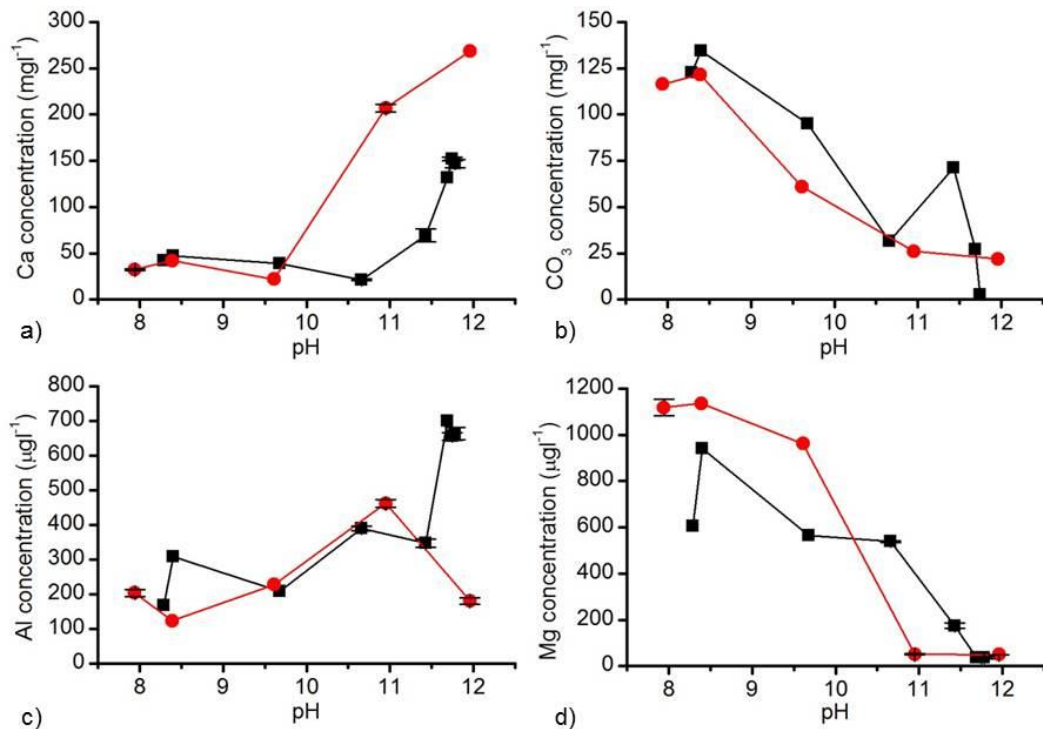 Ca concentration (mgl⁻¹)
300
250
200
150
100
50
0
8 9 10 11 12
pH
a)
CO₃ concentration (mgl⁻¹)
150
125
100
75
50
25
0
8 9 10 11 12
pH
b)
Al concentration (μgl⁻¹)
800
700
600
500
400
300
200
100
0
8 9 10 11 12
pH
c)
Mg concentration (μgl⁻¹)
1200
1000
800
600
400
200
0
8 9 10 11 12
pH
d)